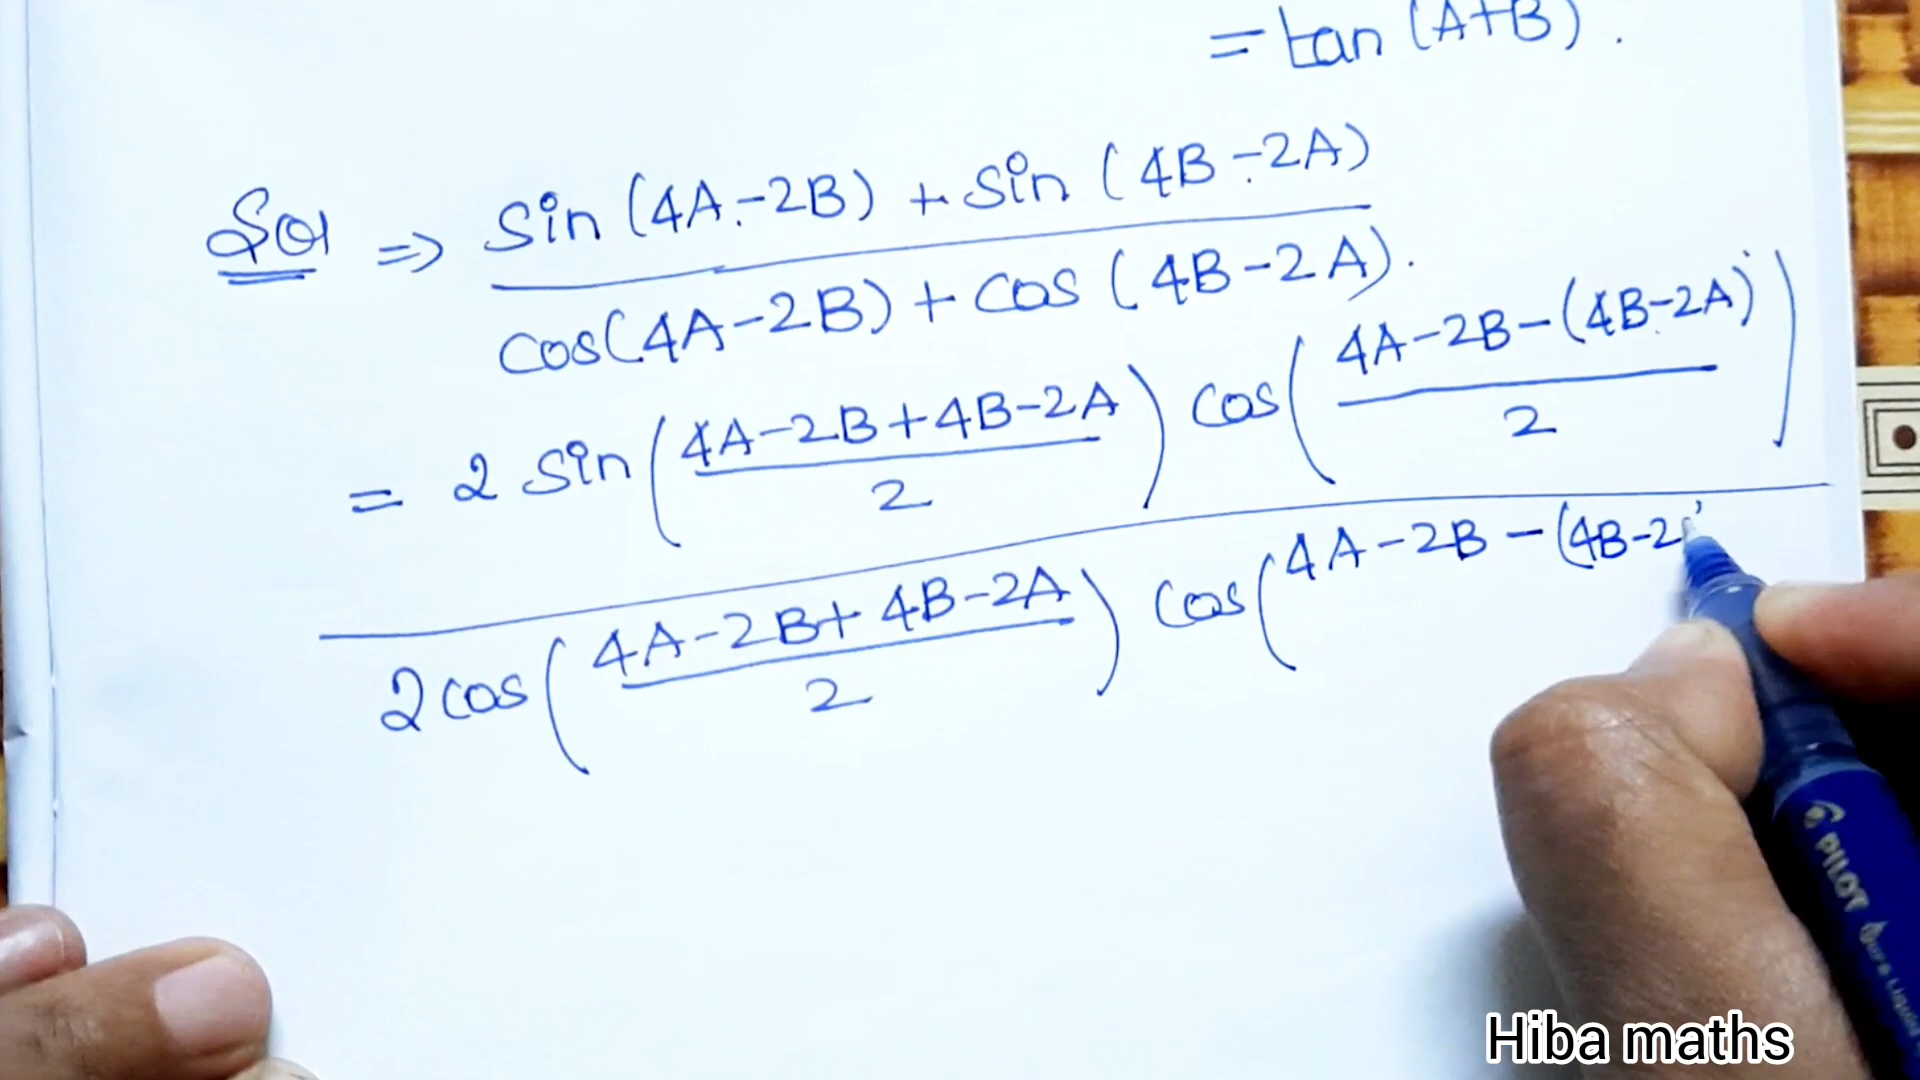 = tan (A+B).
Sol ⇒ Sin (4A-2B) + Sin (4B-2A)
Cos(4A-2B) + Cos (4B-2A).
= 2 Sin (4A-2B+4B-2A Cos (4A-2B-(4B-2A)
2 ) 2 )
2 Cos (4A-2B+4B-2A Cos (4A-2B-(4B-2
2 )
PILOT
Hiba maths